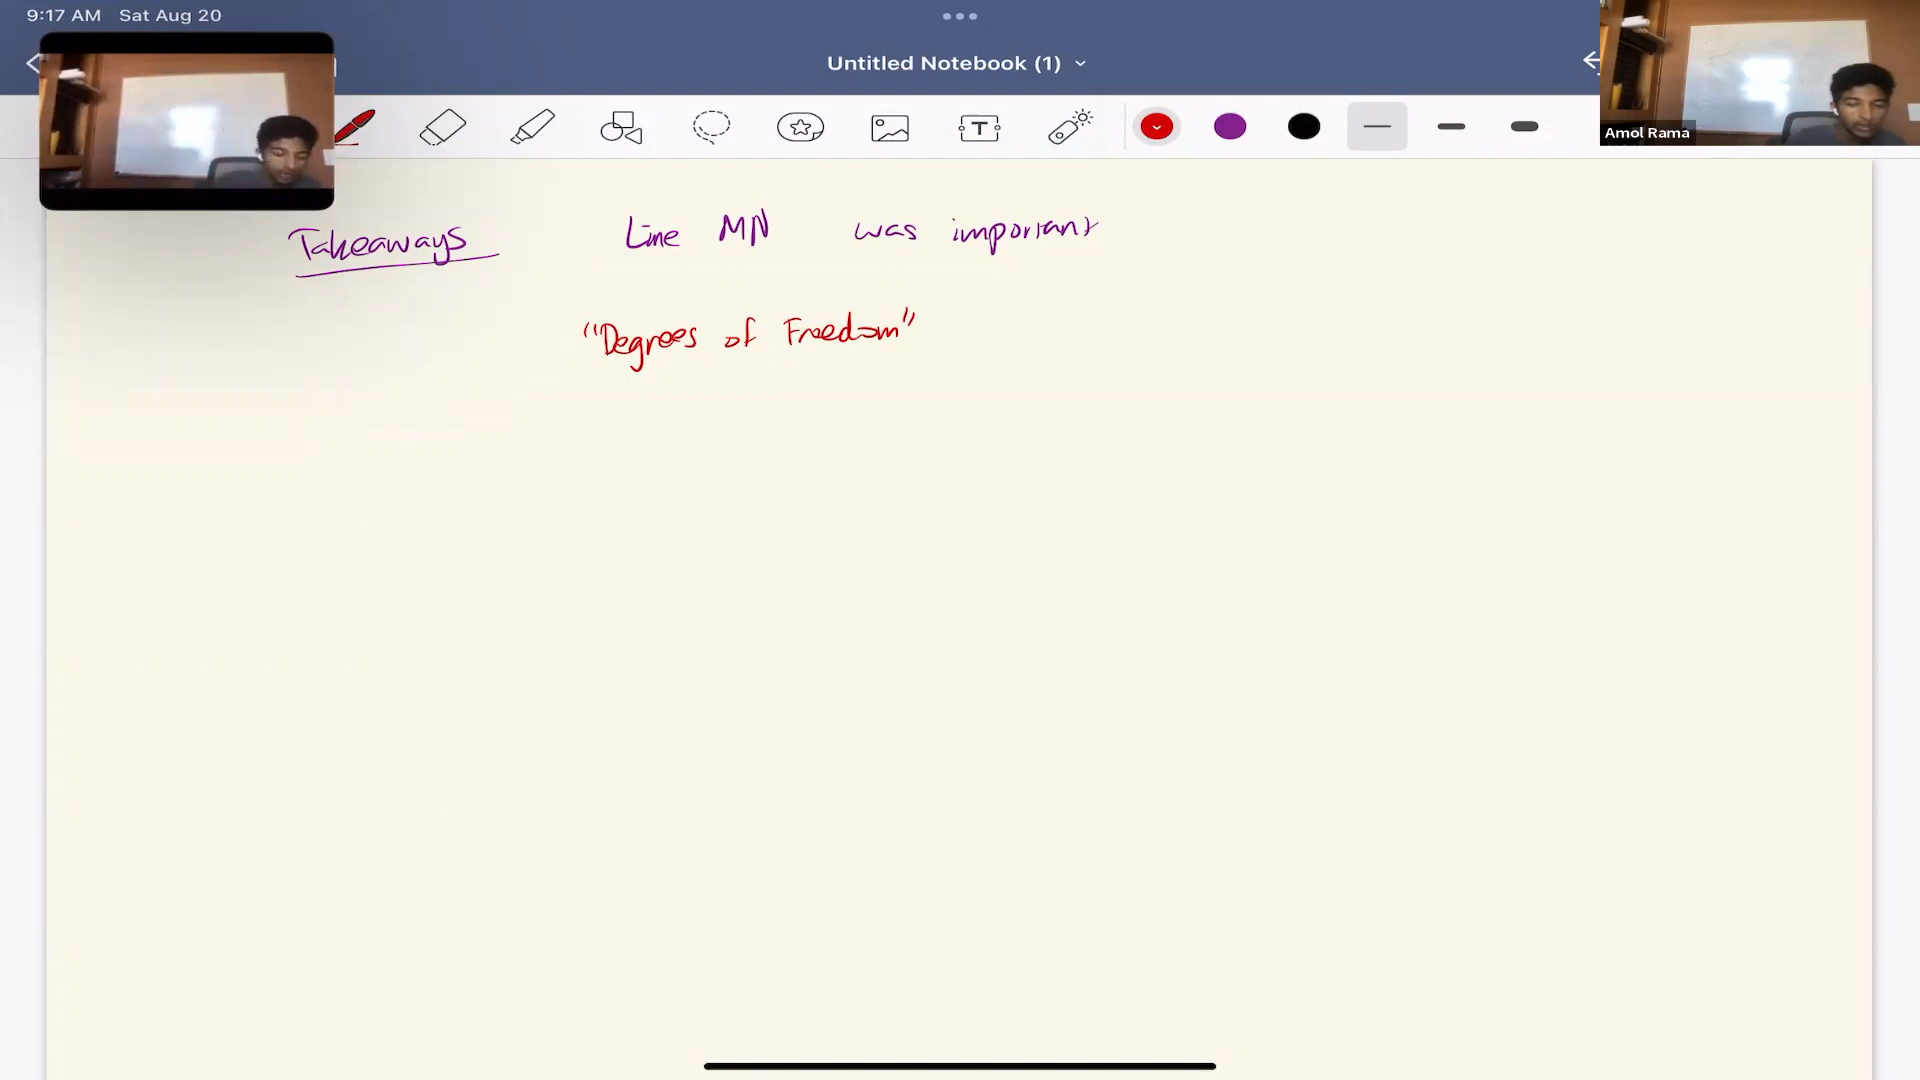 9:17 AM Sat Aug 20
Untitled Notebook (1)
T
Amol Rama
Takeaways Line MN was important
"Degrees of Freedom"